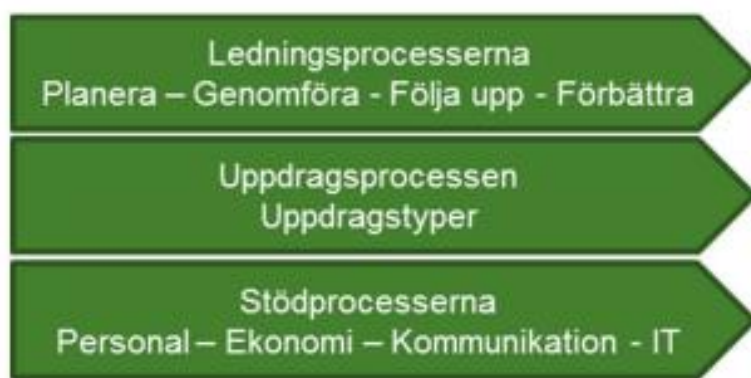 Ledningsprocesserna
Planera – Genomföra - Följa upp - Förbättra
Uppdragsprocessen
Uppdragstyper
Stödprocesserna
Personal – Ekonomi – Kommunikation - IT